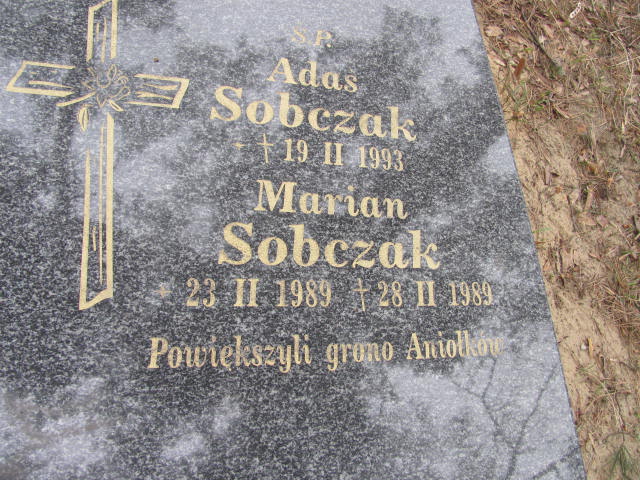 Ś.P.
Adaś
Sobczak
* † 19 II 1993
Marian
Sobczak
* 23 II 1989 † 28 II 1989
Powiększyli grono Aniołków